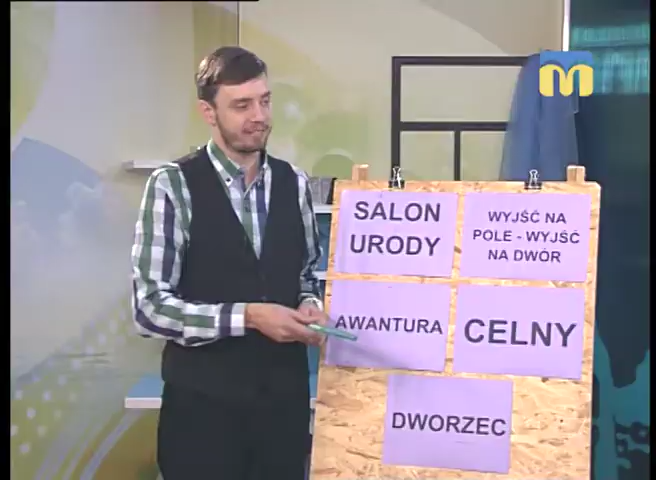 m
SALON
URODY
WYJŚĆ NA
POLE - WYJŚĆ
NA DWÓR
AWANTURA
CELNY
DWORZEC